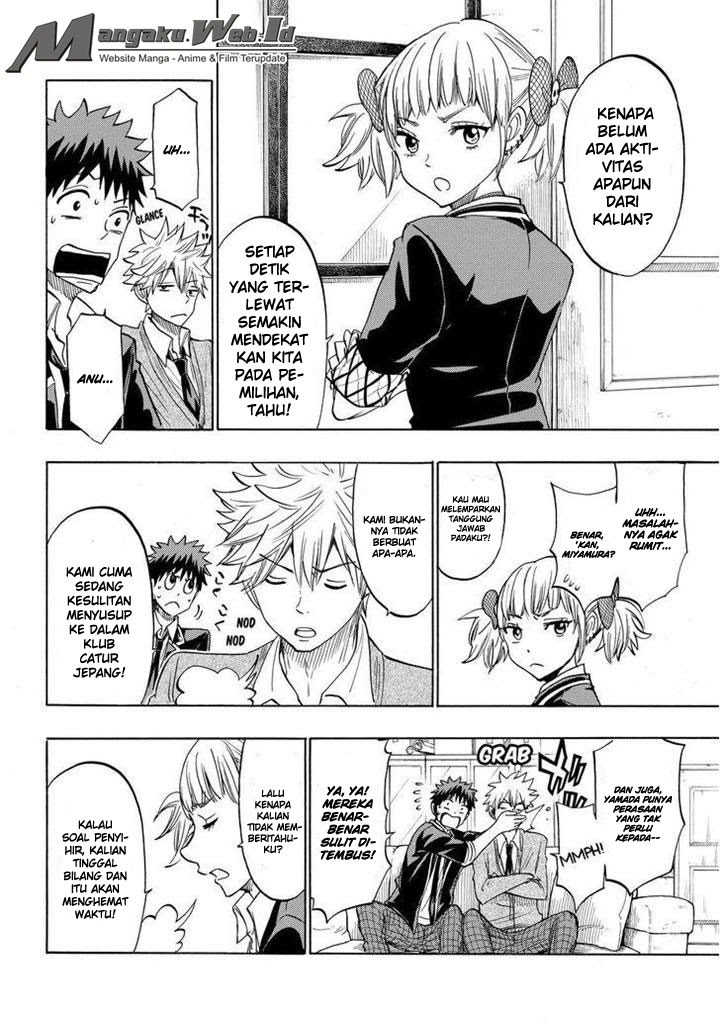 Mangaku.Web.Id
Website Manga - Anime & Film Terupdate
KENAPA
BELUM
ADA AKTI-
VITAS
APAPUN
DARI
KALIAN?
SETIAP
DETIK
YANG TER-
LEWAT
SEMAKIN
MENDEKAT
KAN KITA
PADA PE-
MILIHAN,
TAHU!
UH...
GLANCE
ANU...
UHH...
MASALAH-
NYA AGAK
RUMIT...
BENAR,
'KAN,
MIYAMURA?
KAU MAU
MELEMPARKAN
TANGGUNG
JAWAB
PADAKU?!
KAMI BUKAN-
NYA TIDAK
BERBUAT
APA-APA.
NOD
NOD
KAMI CUMA
SEDANG
KESULITAN
MENYUSUP
KE DALAM
KLUB
CATUR
JEPANG!
DAN JUGA,
YAMADA PUNYA
PERASAAN
YANG TAK
PERLU
KEPADA--
GRAB
MMPH!
YA, YA!
MEREKA
BENAR-
BENAR
SULIT DI-
TEMBUS!
LALU
KENAPA
KALIAN
TIDAK MEM-
BERITAHU-
KU?
KALAU
SOAL PENYI-
HIR, KALIAN
TINGGAL
BILANG DAN
ITU AKAN
MENGHEMAT
WAKTU!